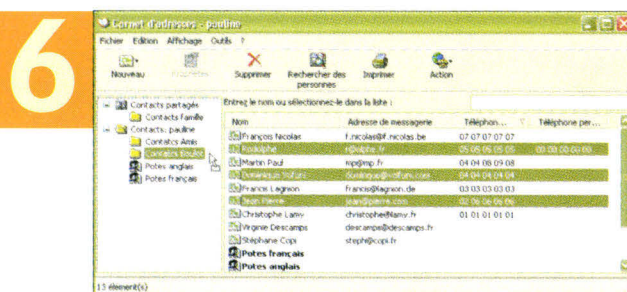 6
Carnet d'adresses - pauline
Fichier Edition Affichage Outils ?
Nouveau Propriétés Supprimer Rechercher des personnes Imprimer Action
Entrez le nom ou sélectionnez-le dans la liste :
Contacts partagés
Contacts famille
Contacts: pauline
Contatcs Amis
Contatcs Boulot
Potes anglais
Potes français
Nom Adresse de messagerie Téléphon... Téléphone per...
François Nicolas f.nicolas@f.nicolas.be 07 07 07 07 07
Rodolphe r@olphe.fr 05 05 05 05 05 00 00 00 00 00
Martin Paul mp@mp.fr 04 04 08 09 08
Dominique dominique@ 04 04 04 04 04
Francis Lagnion francis@lagnion.de 03 03 03 03 03
Jean Pierre jean@pierre.com 02 06 06 06 06
Christophe Lamy christophe@lamy.fr 01 01 01 01 01
Virginie Descamps descamps@descamps.fr
Stéphane Copi steph@copi.fr
Potes français
Potes anglais
13 élément(s)